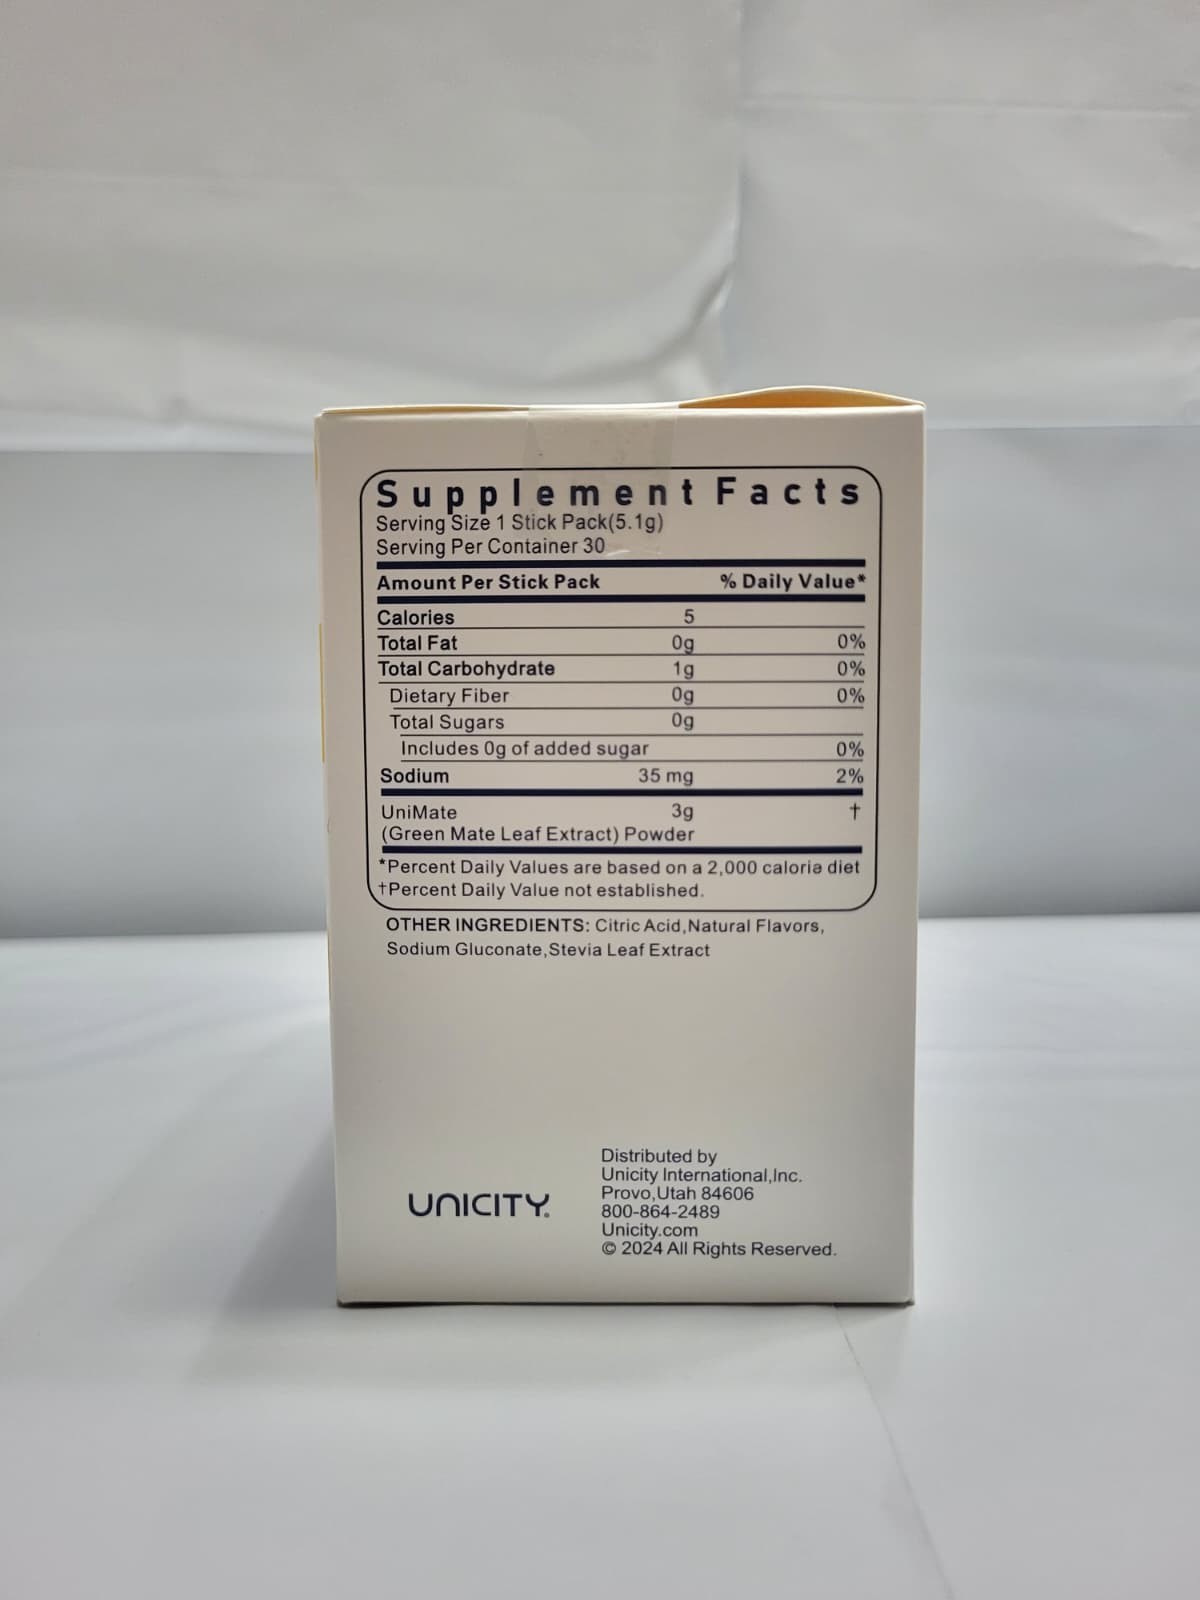 Supplement Facts
Serving Size 1 Stick Pack(5.1g)
Serving Per Container 30
Amount Per Stick Pack % Daily Value*
Calories 5
Total Fat 0g 0%
Total Carbohydrate 1g 0%
Dietary Fiber 0g 0%
Total Sugars 0g
Includes 0g of added sugar 0%
Sodium 35 mg 2%
UniMate 3g †
(Green Mate Leaf Extract) Powder
*Percent Daily Values are based on a 2,000 caloria diet
†Percent Daily Value not established.
OTHER INGREDIENTS: Citric Acid,Natural Flavors,
Sodium Gluconate,Stevia Leaf Extract
UNICITY®
Distributed by
Unicity International,Inc.
Provo,Utah 84606
800-864-2489
Unicity.com
© 2024 All Rights Reserved.